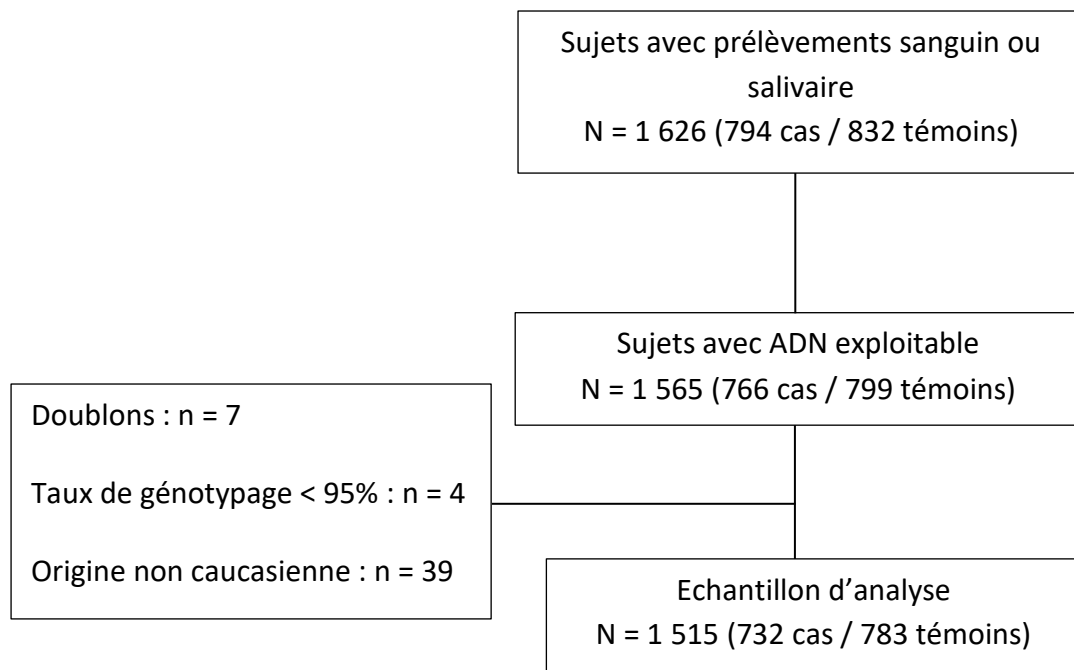 Sujets avec prélèvements sanguin ou
salivaire
N = 1 626 (794 cas / 832 témoins)
Sujets avec ADN exploitable
N = 1 565 (766 cas / 799 témoins)
Doublons : n = 7
Taux de génotypage < 95% : n = 4
Origine non caucasienne : n = 39
Echantillon d’analyse
N = 1 515 (732 cas / 783 témoins)